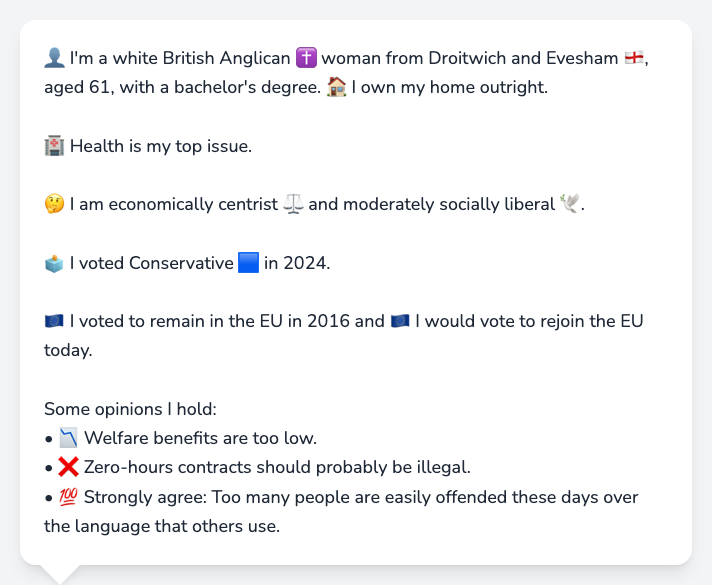 👤 I'm a white British Anglican ✝️ woman from Droitwich and Evesham 🏴󠁧󠁢󠁥󠁮󠁧󠁿,
aged 61, with a bachelor's degree. 🏠 I own my home outright.
🏥 Health is my top issue.
🤔 I am economically centrist ⚖️ and moderately socially liberal 🕊️.
🗳️ I voted Conservative 🟦 in 2024.
🇪🇺 I voted to remain in the EU in 2016 and 🇪🇺 I would vote to rejoin the EU
today.
Some opinions I hold:
• 📉 Welfare benefits are too low.
• ❌ Zero-hours contracts should probably be illegal.
• 💯 Strongly agree: Too many people are easily offended these days over
the language that others use.